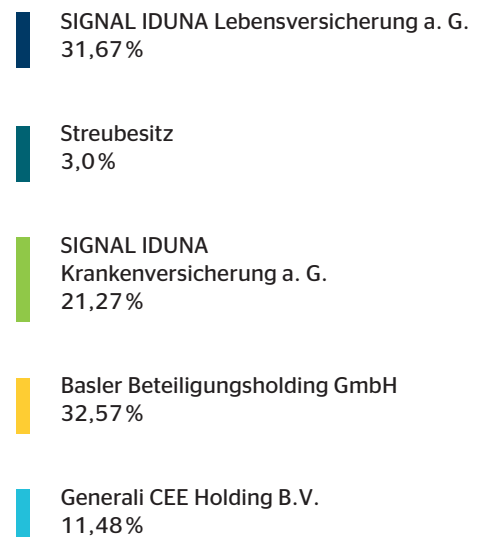 SIGNAL IDUNA Lebensversicherung a. G.
31,67 %
Streubesitz
3,0 %
SIGNAL IDUNA
Krankenversicherung a. G.
21,27 %
Basler Beteiligungsholding GmbH
32,57 %
Generali CEE Holding B.V.
11,48 %